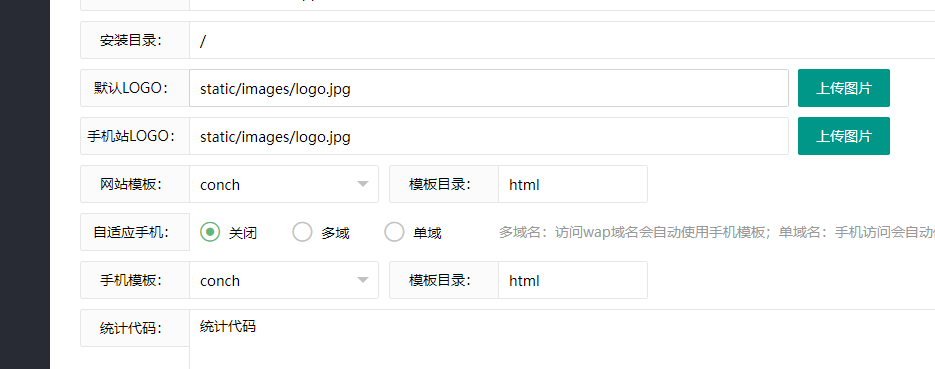 安装目录： /
默认LOGO： static/images/logo.jpg 上传图片
手机站LOGO： static/images/logo.jpg 上传图片
网站模板： conch 模板目录： html
自适应手机： 关闭 多域 单域 多域名：访问wap域名会自动使用手机模板；单域名：手机访问会自动
手机模板： conch 模板目录： html
统计代码： 统计代码